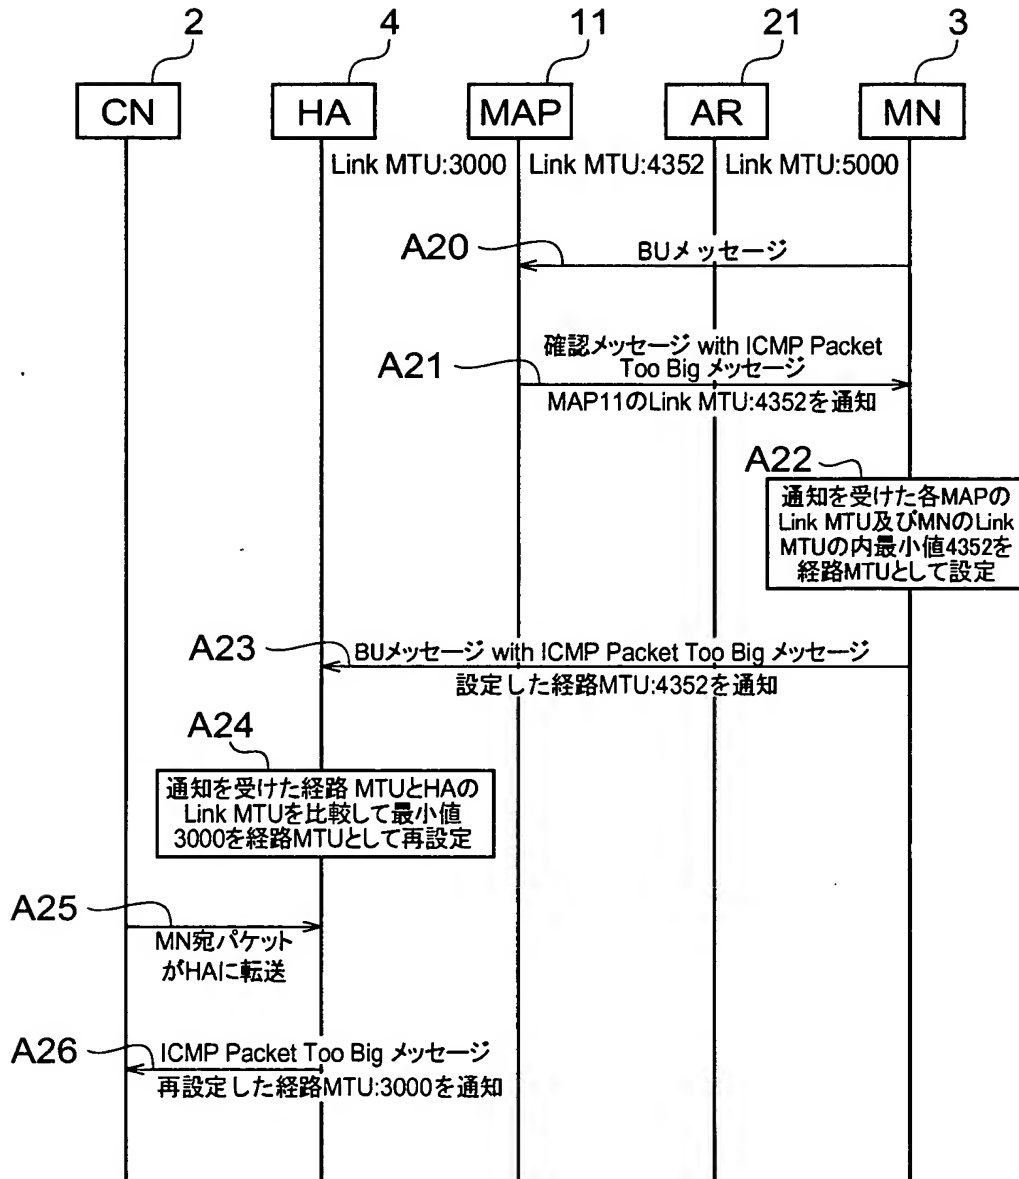 2
4
11
21
3
CN
HA
MAP
AR
MN
Link MTU:3000
Link MTU:4352
Link MTU:5000
A20
BUメッセージ
A21
確認メッセージ with ICMP Packet
Too Big メッセージ
MAP11のLink MTU:4352を通知
A22
通知を受けた各MAPの
Link MTU及びMNのLink
MTUの内最小値4352を
経路MTUとして設定
A23
BUメッセージ with ICMP Packet Too Big メッセージ
設定した経路MTU:4352を通知
A24
通知を受けた経路 MTUとHAの
Link MTUを比較して最小値
3000を経路MTUとして再設定
A25
MN宛パケット
がHAに転送
A26
ICMP Packet Too Big メッセージ
再設定した経路MTU:3000を通知